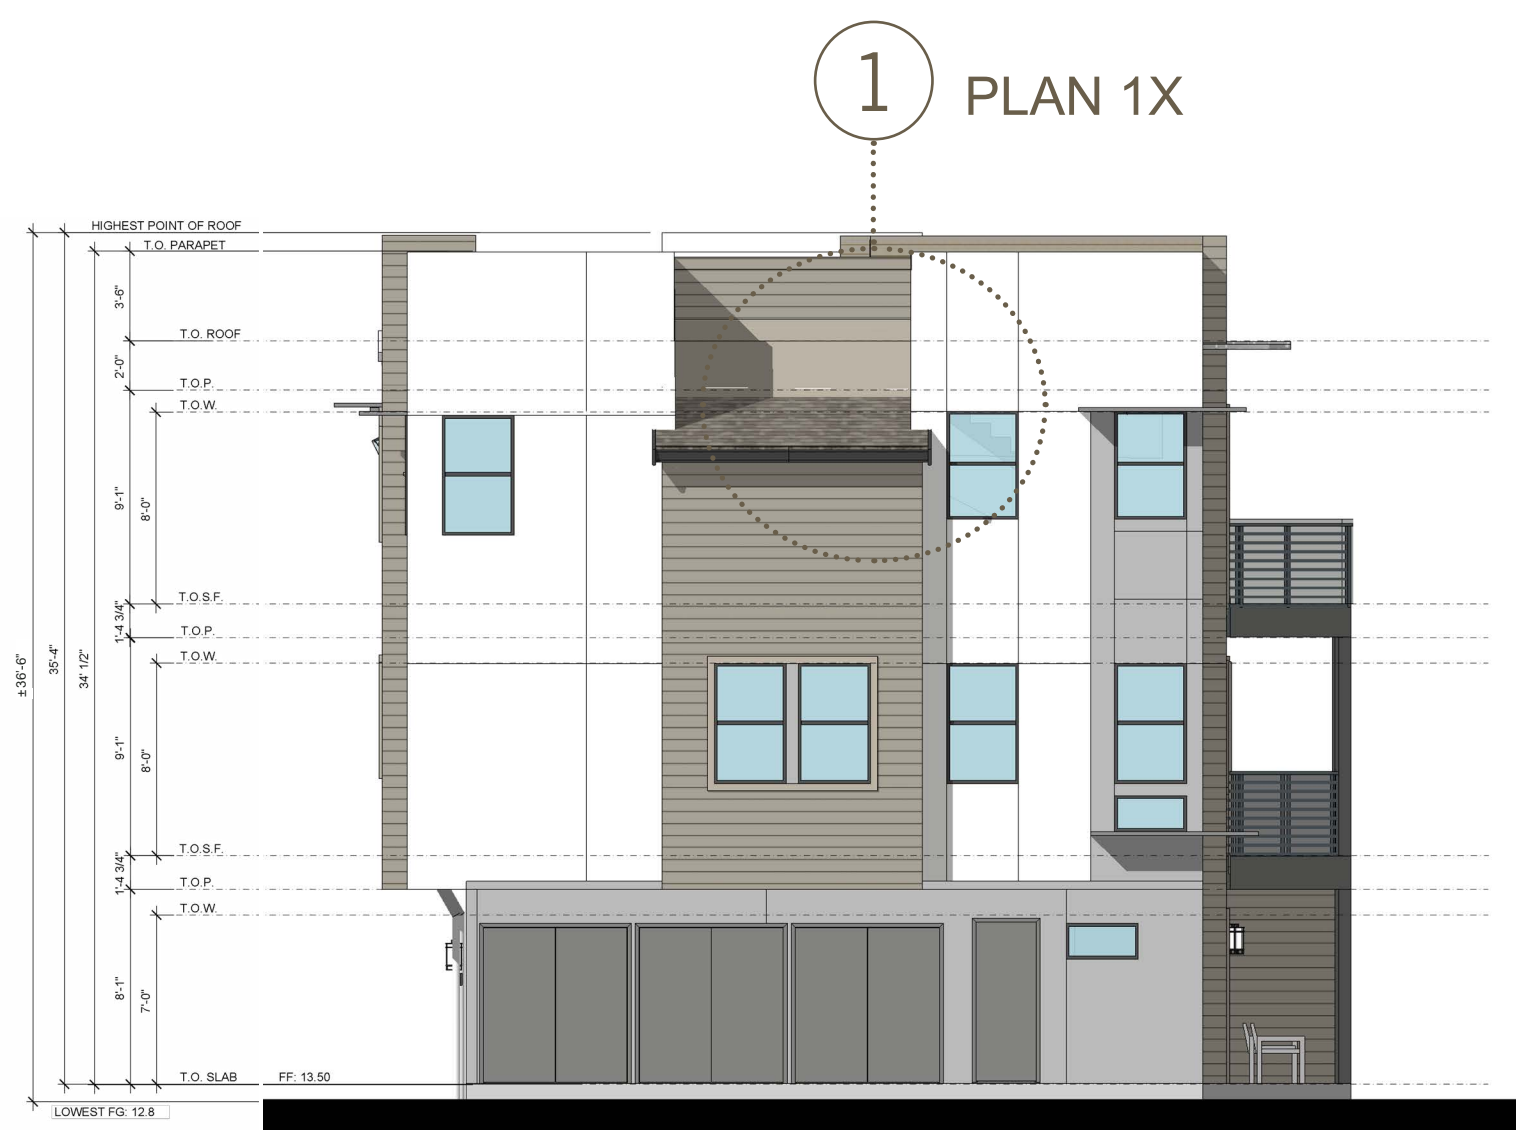 1
PLAN 1X
HIGHEST POINT OF ROOF
T.O. PARAPET
3'-6"
T.O. ROOF
2'-0"
T.O.P.
T.O.W.
9'-1"
8'-0"
T.O.S.F.
1'-4 3/4"
T.O.P.
T.O.W.
±36'-6"
35'-4"
34' 1/2"
9'-1"
8'-0"
T.O.S.F.
1'-4 3/4"
T.O.P.
T.O.W.
8'-1"
7'-0"
T.O. SLAB
FF: 13.50
LOWEST FG: 12.8